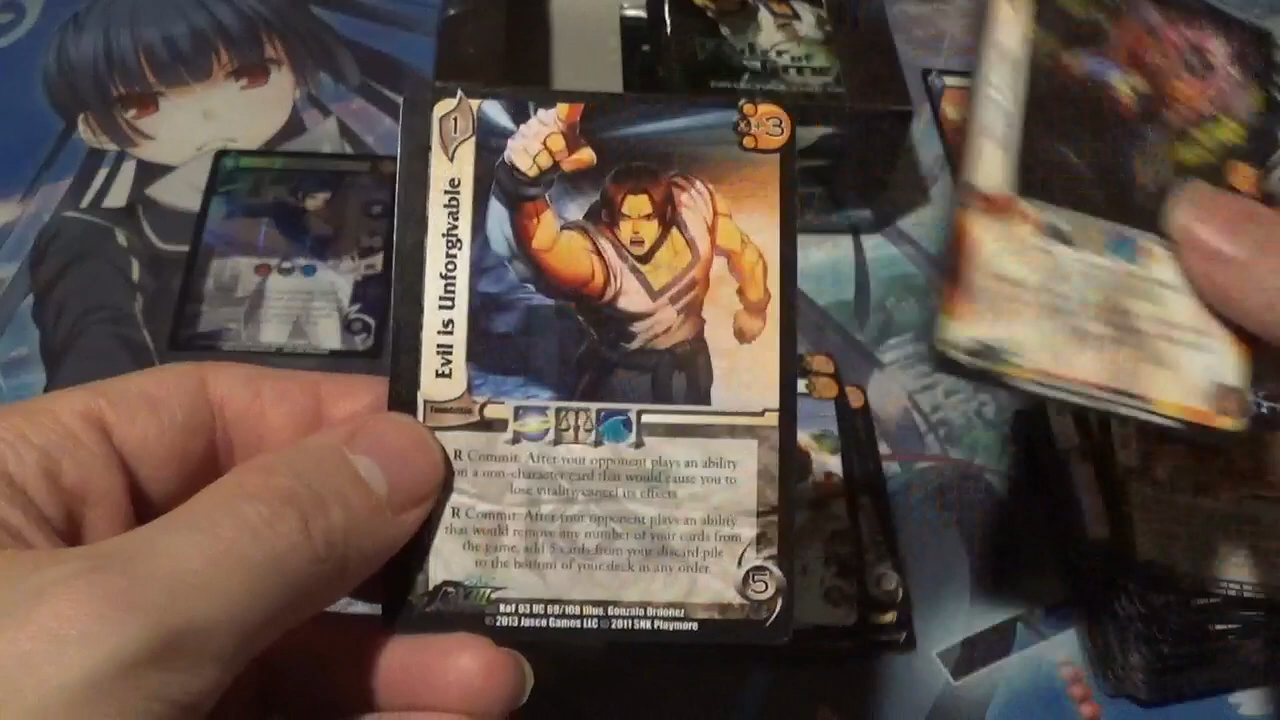 1
+3
Evil is Unforgivable
Foundation
R Commit: After your opponent plays an ability
on a non-character card that would cause you to
lose vitality, cancel its effects.
R Commit: After your opponent plays an ability
that would remove any number of your cards from
the game, add 5 cards from your discard pile
to the bottom of your deck in any order.
5
XIII
Kof 03 UC 69/108 Illus. Gonzalo Ordoñez
© 2013 Jasco Games LLC © 2011 SNK Playmore